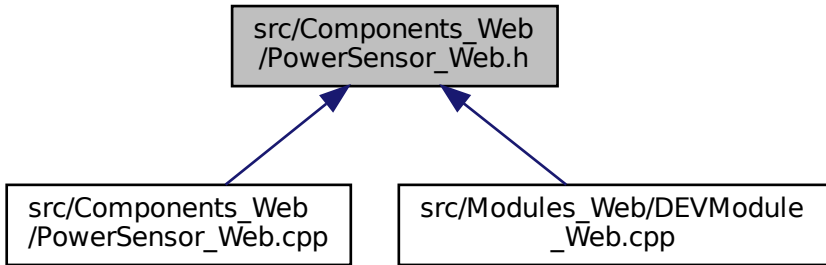 src/Components_Web
/PowerSensor_Web.h
src/Components_Web
/PowerSensor_Web.cpp
src/Modules_Web/DEVModule
_Web.cpp